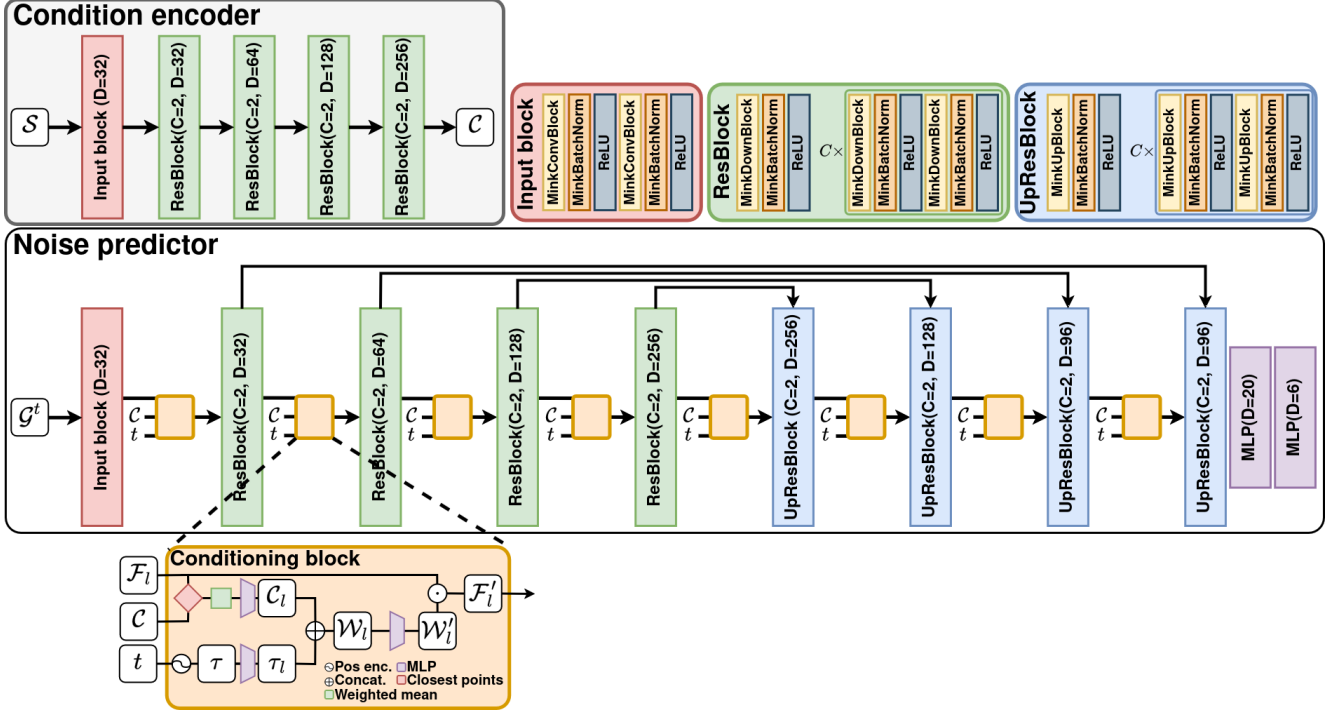 Condition encoder
𝒮
Input block (D=32)
ResBlock(C=2, D=32)
ResBlock(C=2, D=64)
ResBlock(C=2, D=128)
ResBlock(C=2, D=256)
𝒞
Input block
MinkConvBlock
MinkBatchNorm
ReLU
MinkConvBlock
MinkBatchNorm
ReLU
ResBlock
MinkDownBlock
MinkBatchNorm
ReLU
C×
MinkDownBlock
MinkBatchNorm
ReLU
MinkDownBlock
MinkBatchNorm
ReLU
UpResBlock
MinkUpBlock
MinkBatchNorm
ReLU
C×
MinkUpBlock
MinkBatchNorm
ReLU
MinkUpBlock
MinkBatchNorm
ReLU
Noise predictor
𝒢ᵗ
Input block (D=32)
𝒞
t
ResBlock(C=2, D=32)
𝒞
t
ResBlock(C=2, D=64)
𝒞
t
ResBlock(C=2, D=128)
𝒞
t
ResBlock(C=2, D=256)
𝒞
t
UpResBlock (C=2, D=256)
𝒞
t
UpResBlock(C=2, D=128)
𝒞
t
UpResBlock(C=2, D=96)
𝒞
t
UpResBlock(C=2, D=96)
MLP(D=20)
MLP(D=6)
Conditioning block
ℱ_l
𝒞
t
𝒞_l
τ
τ_l
𝒲_l
𝒲′_l
ℱ′_l
Pos enc.
MLP
Concat.
Closest points
Weighted mean